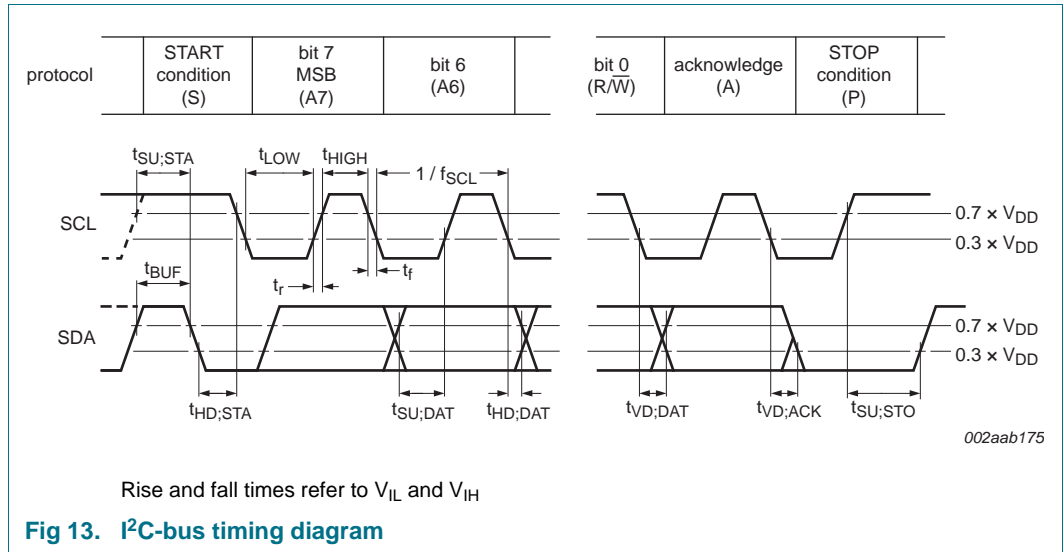 protocol
START
condition
(S)
bit 7
MSB
(A7)
bit 6
(A6)
bit 0
(R/W̅)
acknowledge
(A)
STOP
condition
(P)
tSU;STA
tLOW
tHIGH
1 / fSCL
SCL
0.7 × VDD
0.3 × VDD
tBUF
tr
tf
SDA
0.7 × VDD
0.3 × VDD
tHD;STA
tSU;DAT
tHD;DAT
tVD;DAT
tVD;ACK
tSU;STO
002aab175
Rise and fall times refer to VIL and VIH
Fig 13. I²C-bus timing diagram